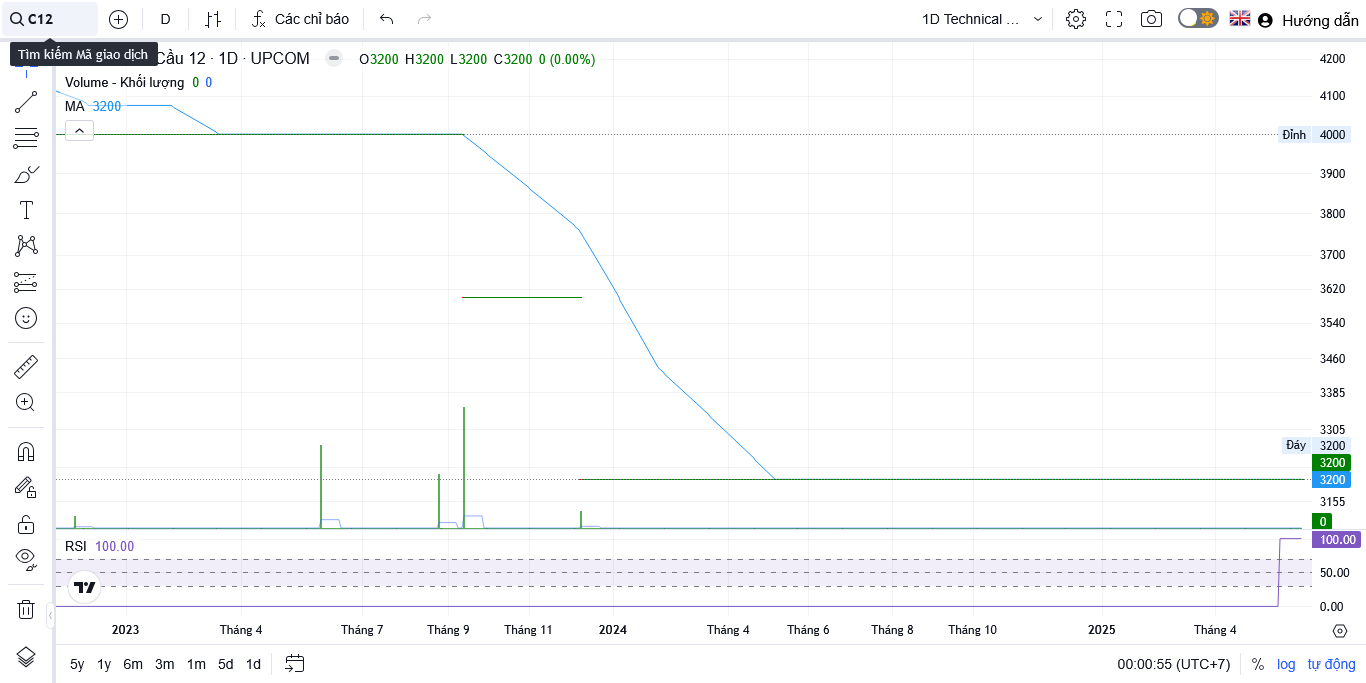 C12
D
Các chỉ báo
1D Technical ...
Hướng dẫn
Tìm kiếm Mã giao dịch
Cầu 12 · 1D · UPCOM
O3200 H3200 L3200 C3200 0 (0.00%)
Volume - Khối lượng 0 0
MA 3200
4200
4100
Đỉnh 4000
3900
3800
3700
3620
3540
3460
3385
3305
Đáy 3200
3200
3200
3155
0
RSI 100.00
100.00
50.00
0.00
2023 Tháng 4 Tháng 7 Tháng 9 Tháng 11 2024 Tháng 4 Tháng 6 Tháng 8 Tháng 10 2025 Tháng 4
5y 1y 6m 3m 1m 5d 1d
00:00:55 (UTC+7) % log tự động